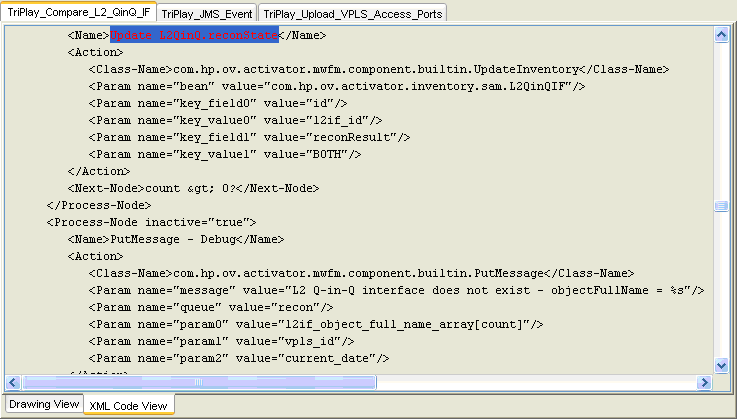 TriPlay_Compare_L2_QinQ_IF TriPlay_JMS_Event TriPlay_Upload_VPLS_Access_Ports
<Name>Update L2QinQ.reconState</Name>
<Action>
<Class-Name>com.hp.ov.activator.mwfm.component.builtin.UpdateInventory</Class-Name>
<Param name="bean" value="com.hp.ov.activator.inventory.sam.L2QinQIF"/>
<Param name="key_field0" value="id"/>
<Param name="key_value0" value="l2if_id"/>
<Param name="key_field1" value="reconResult"/>
<Param name="key_value1" value="BOTH"/>
</Action>
<Next-Node>count &gt; 0?</Next-Node>
</Process-Node>
<Process-Node inactive="true">
<Name>PutMessage - Debug</Name>
<Action>
<Class-Name>com.hp.ov.activator.mwfm.component.builtin.PutMessage</Class-Name>
<Param name="message" value="L2 Q-in-Q interface does not exist - objectFullName = %s"/>
<Param name="queue" value="recon"/>
<Param name="param0" value="l2if_object_full_name_array[count]"/>
<Param name="param1" value="vpls_id"/>
<Param name="param2" value="current_date"/>
</Action>
Drawing View XML Code View